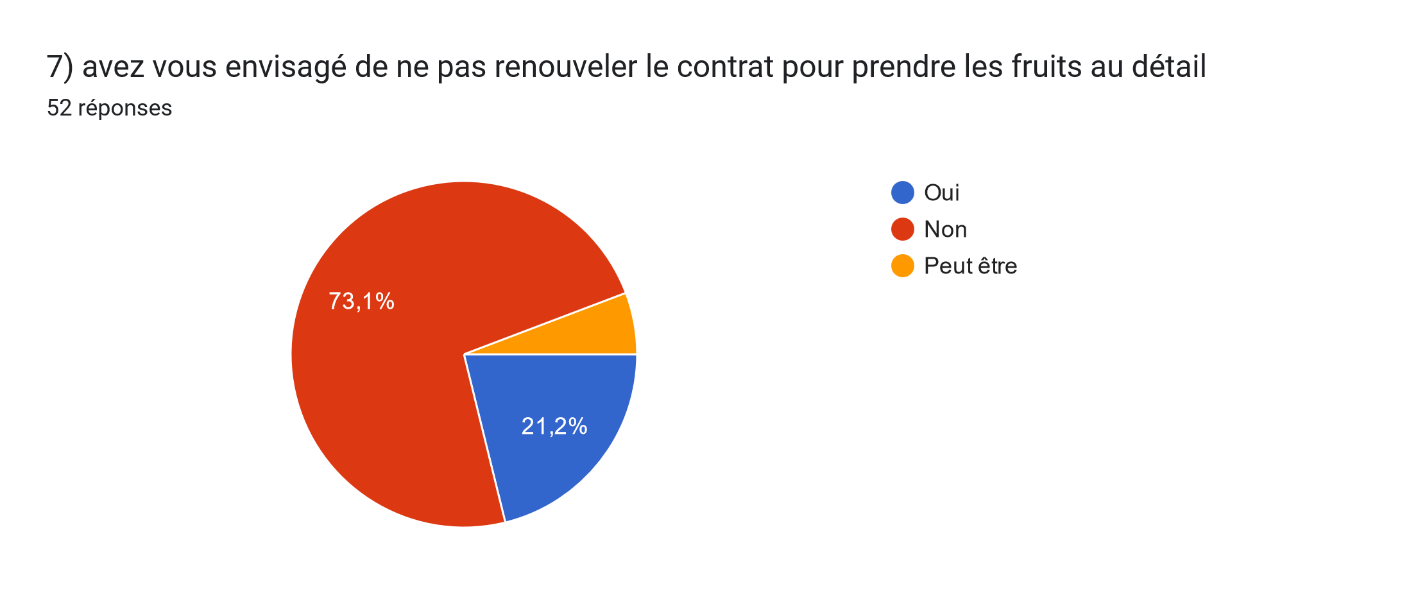 7) avez vous envisagé de ne pas renouveler le contrat pour prendre les fruits au détail
52 réponses
Oui
Non
Peut être
73,1%
21,2%